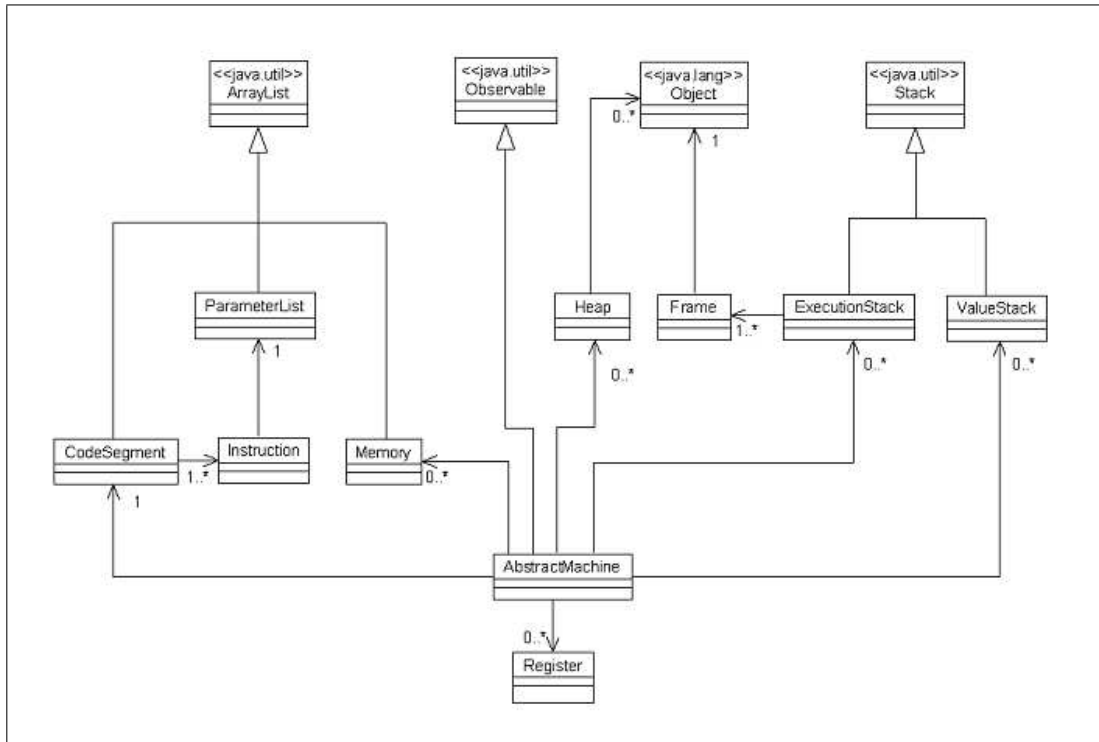 <<java.util>>
ArrayList
<<java.util>>
Observable
<<java.lang>>
Object
<<java.util>>
Stack
0..*
1
ParameterList
1
Heap
0..*
Frame
1..*
ExecutionStack
0..*
ValueStack
0..*
CodeSegment
1
1..*
Instruction
Memory
0..*
AbstractMachine
0..*
Register